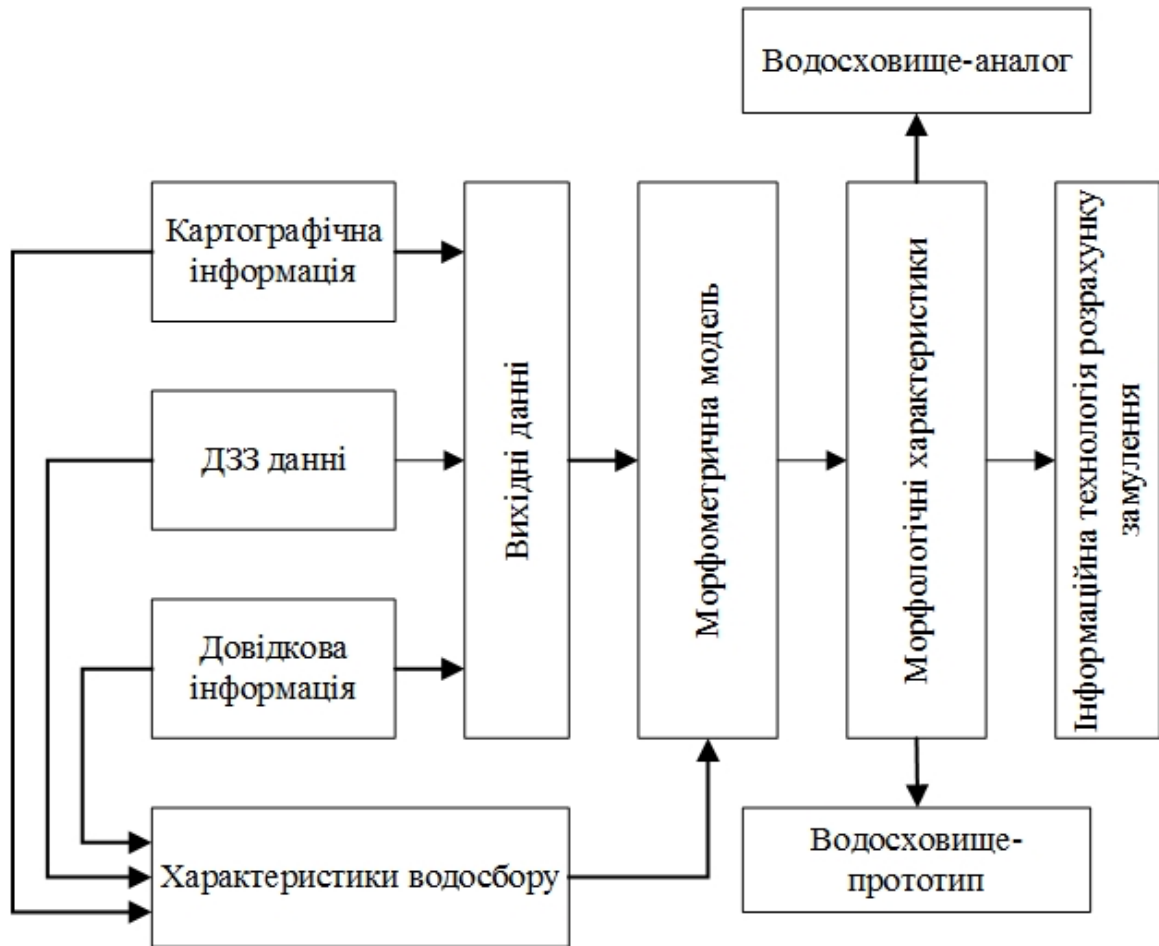 Водосховище-аналог
Картографічна
інформація
ДЗЗ данні
Довідкова
інформація
Вихідні данні
Морфометрична модель
Морфологічні характеристики
Інформаційна технологія розрахунку
замулення
Характеристики водосбору
Водосховище-
прототип